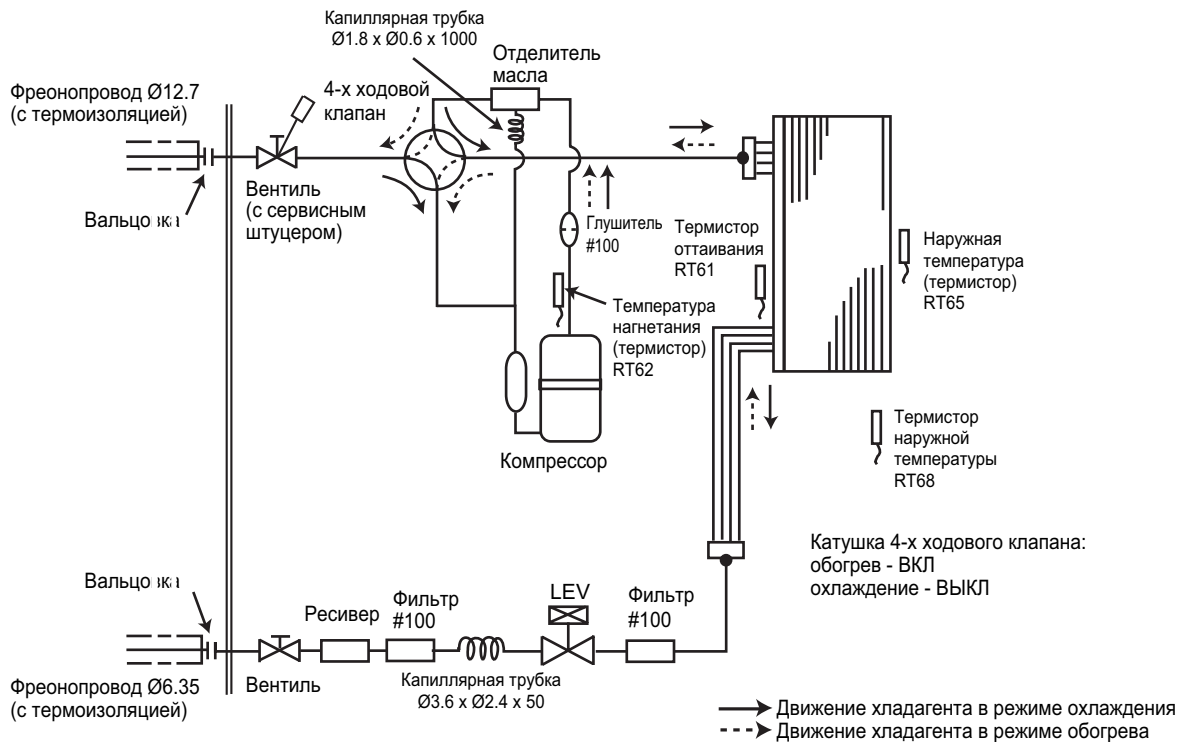 Капиллярная трубка
Ø1.8 x Ø0.6 x 1000
Отделитель
масла
Фреонопровод Ø12.7
(с термоизоляцией)
4-х ходовой
клапан
Вентиль
(с сервисным
штуцером)
Глушитель
#100
Термистор
оттаивания
RT61
Наружная
температура
(термистор)
RT65
Температура
нагнетания
(термистор)
RT62
Компрессор
Термистор
наружной
температуры
RT68
Катушка 4-х ходового клапана:
обогрев - ВКЛ
охлаждение - ВЫКЛ
Ресивер
Фильтр
#100
LEV
Фильтр
#100
Фреонопровод Ø6.35
(с термоизоляцией)
Вентиль
Капиллярная трубка
Ø3.6 x Ø2.4 x 50
Движение хладагента в режиме охлаждения
Движение хладагента в режиме обогрева